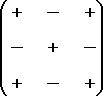 + − +
− + −
+ − +